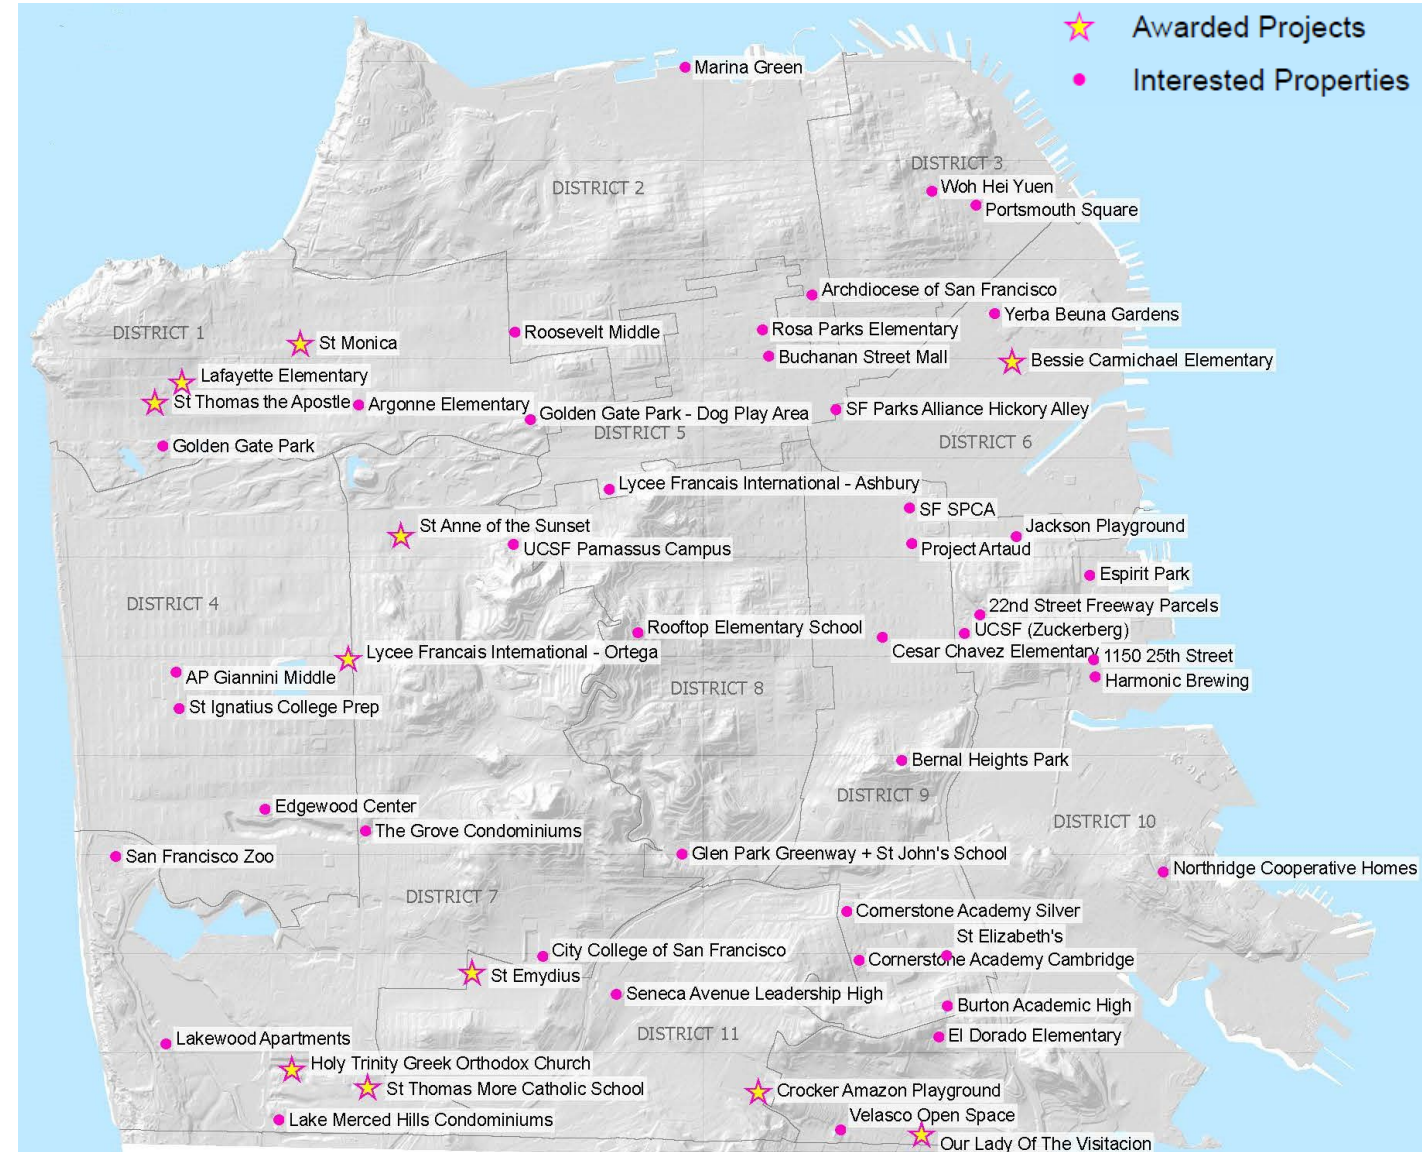 Awarded Projects
Interested Properties
Marina Green
DISTRICT 3
DISTRICT 2
Woh Hei Yuen
Portsmouth Square
Archdiocese of San Francisco
Yerba Beuna Gardens
DISTRICT 1
Roosevelt Middle
Rosa Parks Elementary
St Monica
Buchanan Street Mall
Bessie Carmichael Elementary
Lafayette Elementary
St Thomas the Apostle
Argonne Elementary
Golden Gate Park - Dog Play Area
SF Parks Alliance Hickory Alley
DISTRICT 5
DISTRICT 6
Golden Gate Park
Lycee Francais International - Ashbury
SF SPCA
St Anne of the Sunset
Jackson Playground
UCSF Parnassus Campus
Project Artaud
Espirit Park
DISTRICT 4
22nd Street Freeway Parcels
Rooftop Elementary School
UCSF (Zuckerberg)
Lycee Francais International - Ortega
Cesar Chavez Elementary
1150 25th Street
AP Giannini Middle
Harmonic Brewing
DISTRICT 8
St Ignatius College Prep
Bernal Heights Park
DISTRICT 9
Edgewood Center
DISTRICT 10
The Grove Condominiums
San Francisco Zoo
Glen Park Greenway + St John's School
Northridge Cooperative Homes
DISTRICT 7
Cornerstone Academy Silver
St Elizabeth's
City College of San Francisco
Cornerstone Academy Cambridge
St Emydius
Seneca Avenue Leadership High
Burton Academic High
DISTRICT 11
El Dorado Elementary
Lakewood Apartments
Holy Trinity Greek Orthodox Church
St Thomas More Catholic School
Crocker Amazon Playground
Velasco Open Space
Lake Merced Hills Condominiums
Our Lady Of The Visitacion